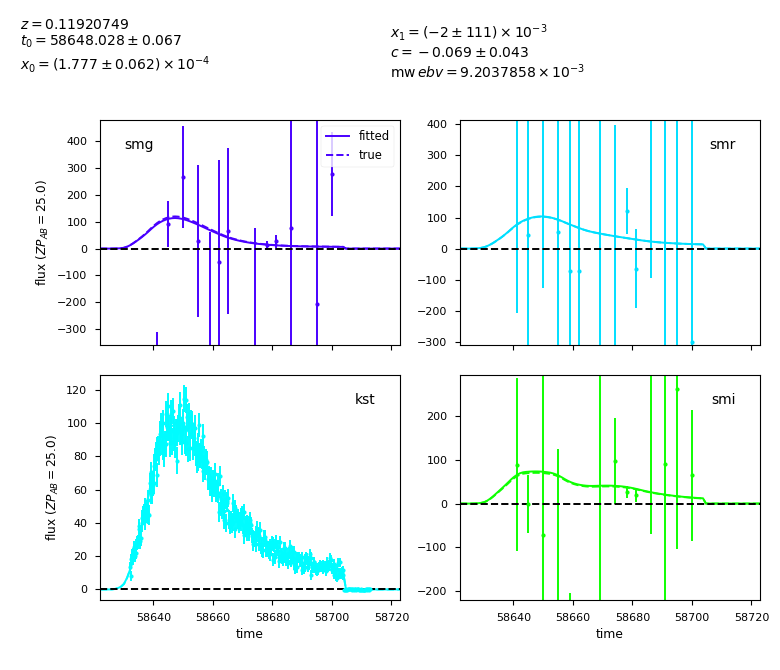 z = 0.11920749
t₀ = 58648.028 ± 0.067
x₀ = (1.777 ± 0.062) × 10⁻⁴
x₁ = (−2 ± 111) × 10⁻³
c = −0.069 ± 0.043
mw ebv = 9.2037858 × 10⁻³
smg
fitted
true
400
300
200
100
0
−100
−200
−300
flux (ZP_AB = 25.0)
smr
400
300
200
100
0
−100
−200
−300
kst
120
100
80
60
40
20
0
flux (ZP_AB = 25.0)
58640 58660 58680 58700 58720
time
smi
200
100
0
−100
−200
58640 58660 58680 58700 58720
time